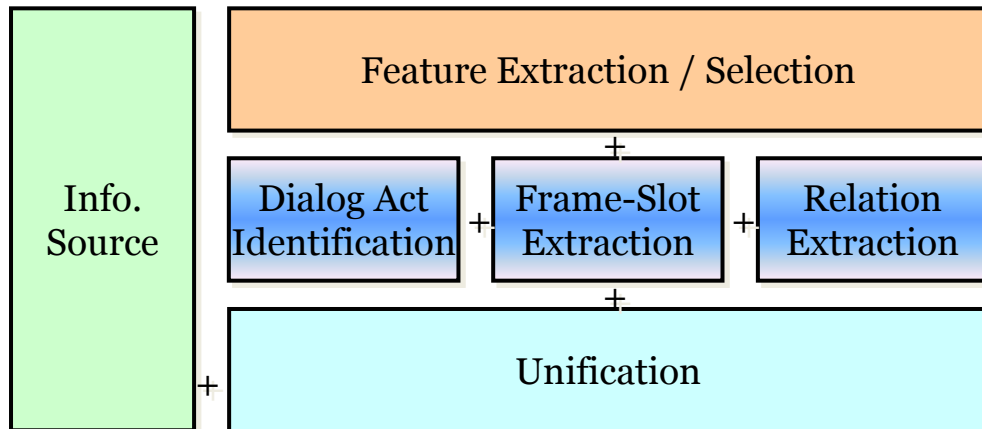 Info.
Source
Feature Extraction / Selection
+
Dialog Act
Identification
+
Frame-Slot
Extraction
+
Relation
Extraction
+
+
Unification